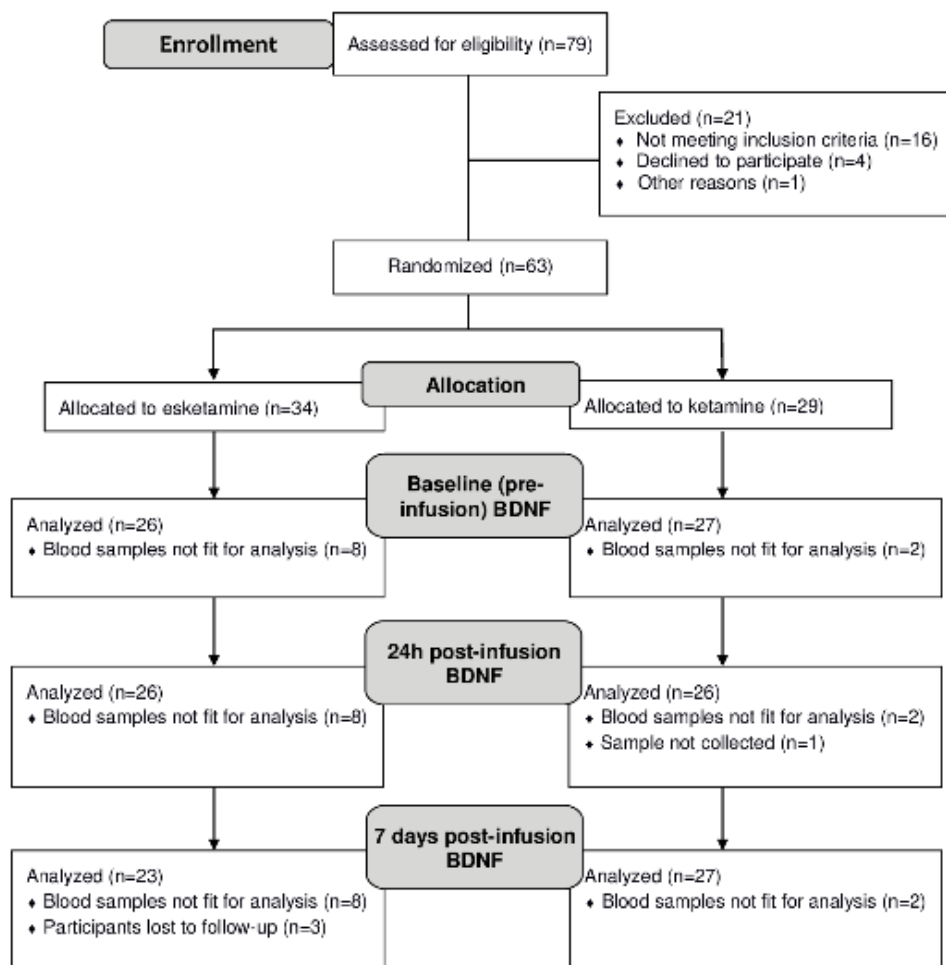 Enrollment
Assessed for eligibility (n=79)
Excluded (n=21)
♦ Not meeting inclusion criteria (n=16)
♦ Declined to participate (n=4)
♦ Other reasons (n=1)
Randomized (n=63)
Allocation
Allocated to esketamine (n=34)
Allocated to ketamine (n=29)
Baseline (pre-
infusion) BDNF
Analyzed (n=26)
♦ Blood samples not fit for analysis (n=8)
Analyzed (n=27)
♦ Blood samples not fit for analysis (n=2)
24h post-infusion
BDNF
Analyzed (n=26)
♦ Blood samples not fit for analysis (n=8)
Analyzed (n=26)
♦ Blood samples not fit for analysis (n=2)
♦ Sample not collected (n=1)
7 days post-infusion
BDNF
Analyzed (n=23)
♦ Blood samples not fit for analysis (n=8)
♦ Participants lost to follow-up (n=3)
Analyzed (n=27)
♦ Blood samples not fit for analysis (n=2)